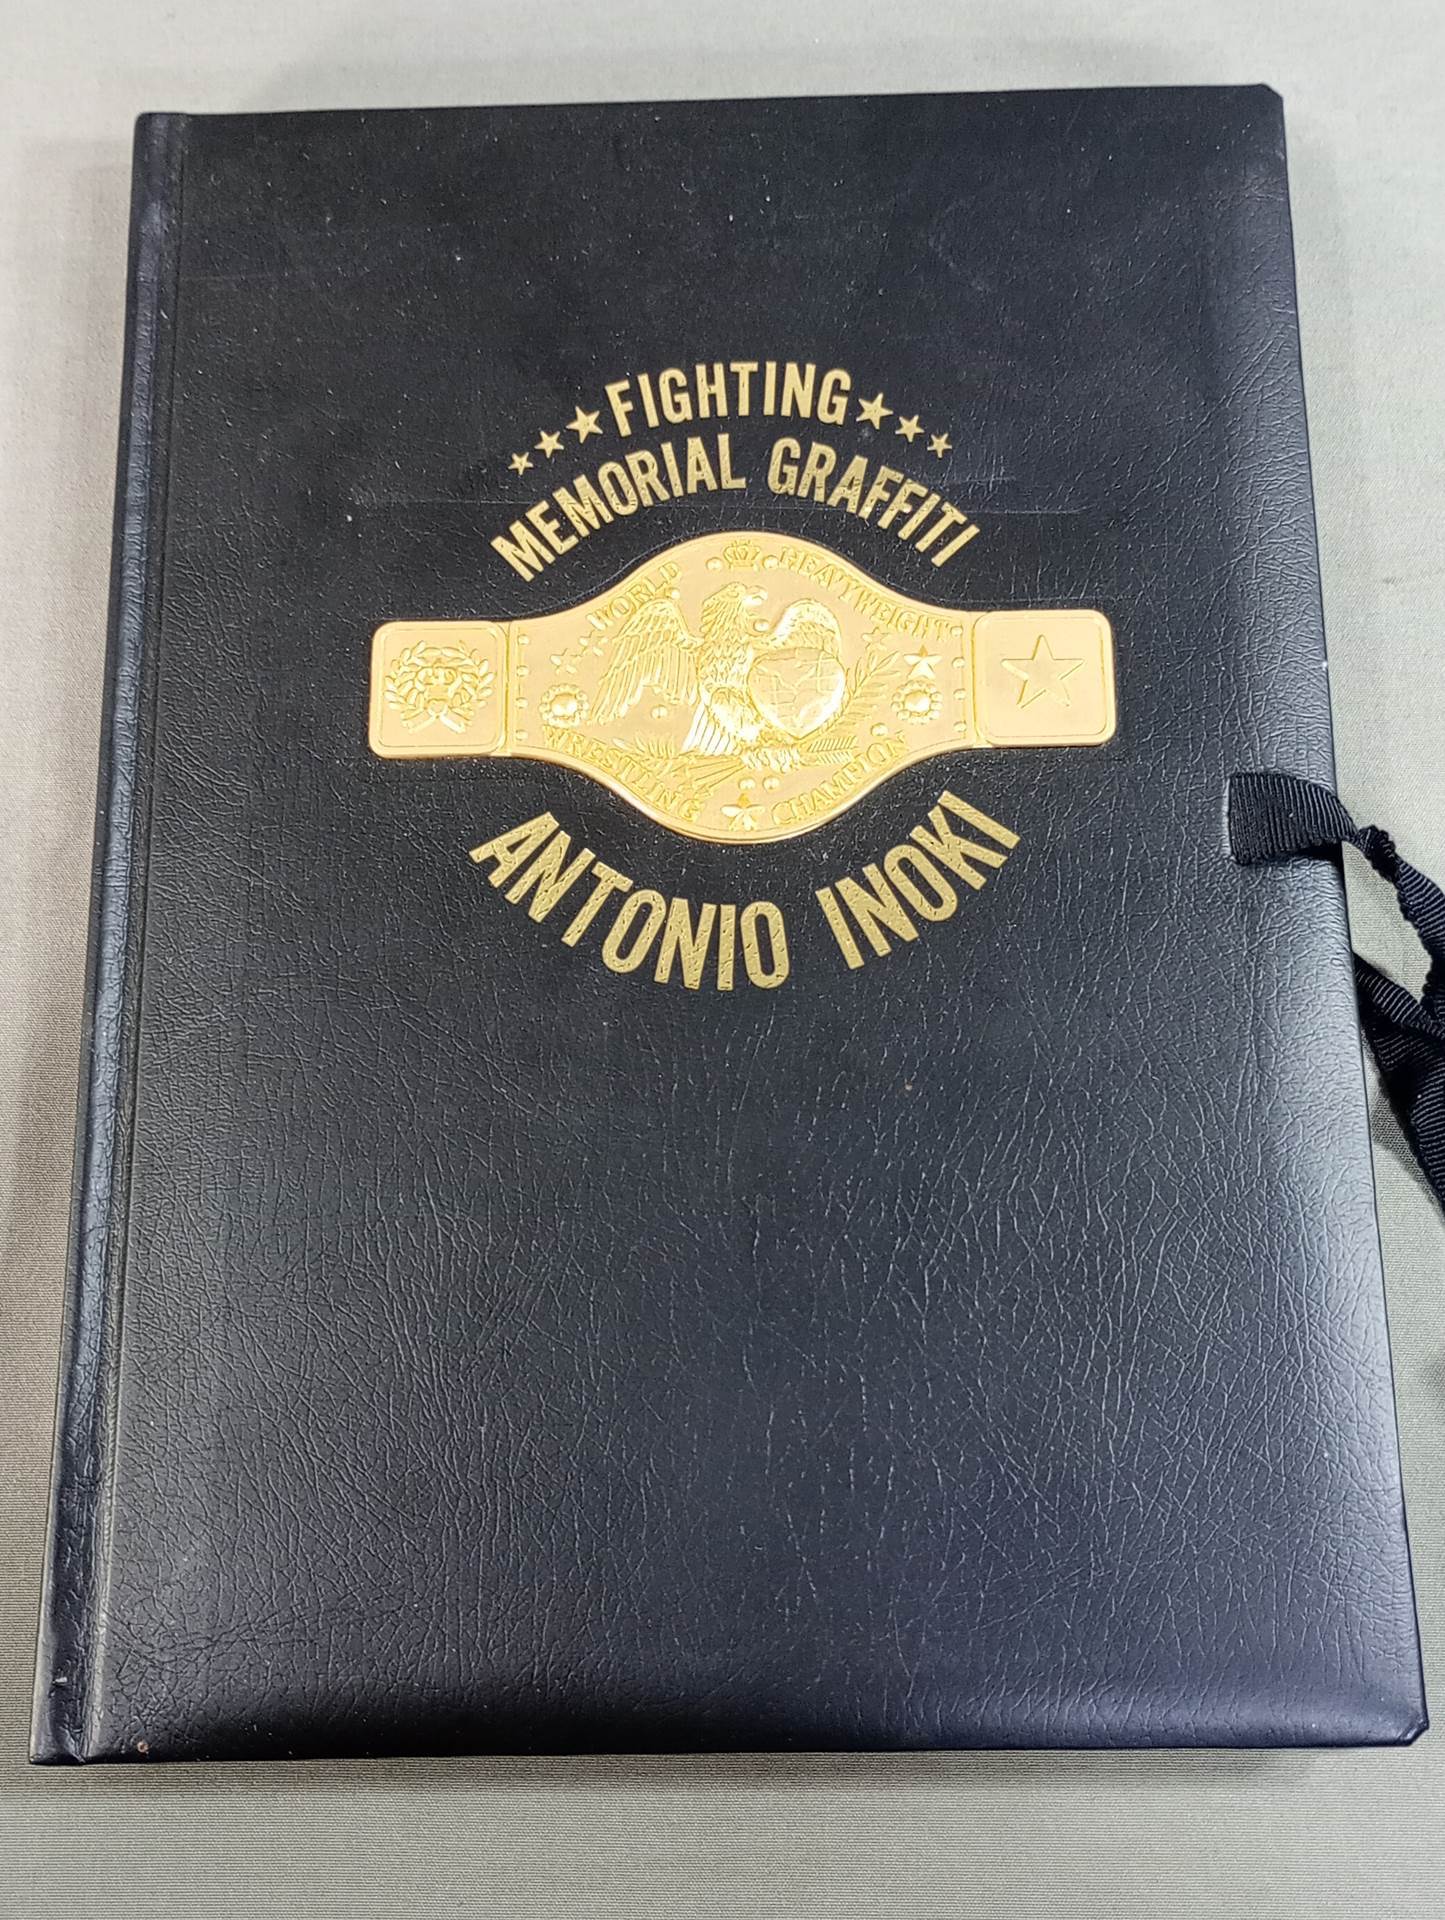 FIGHTING
MEMORIAL GRAFFITI
WORLD HEAVYWEIGHT
WRESTLING CHAMPION
ANTONIO INOKI